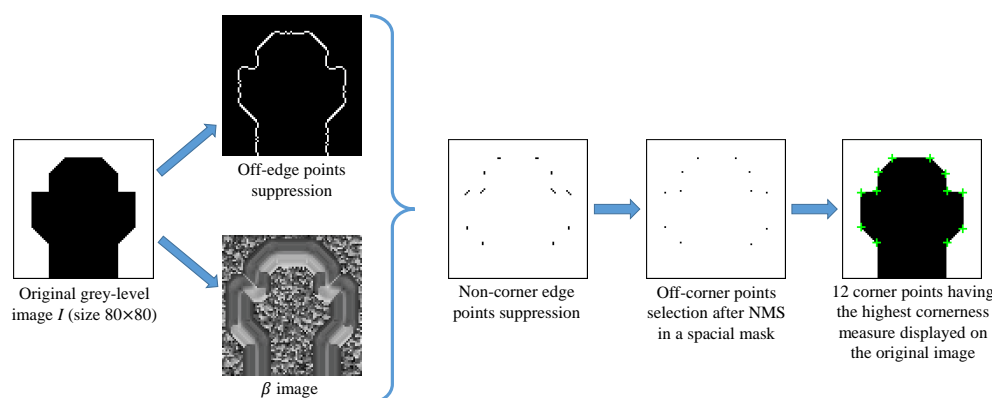 Off-edge points
suppression
Original grey-level
image I (size 80×80)
β image
Non-corner edge
points suppression
Off-corner points
selection after NMS
in a spacial mask
12 corner points having
the highest cornerness
measure displayed on
the original image